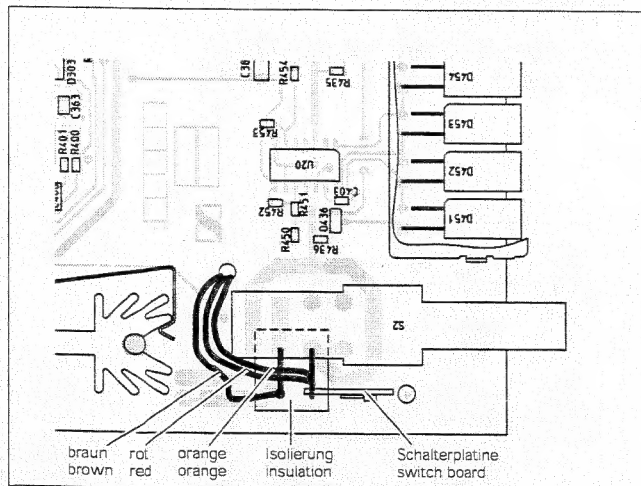 D303
C363
R401
R400
C38
R454
R435
R453
U20
R452
R451
C403
R450
D436
R436
D454
D453
D452
D451
S2
braun rot orange Isolierung Schalterplatine
brown red orange insulation switch board